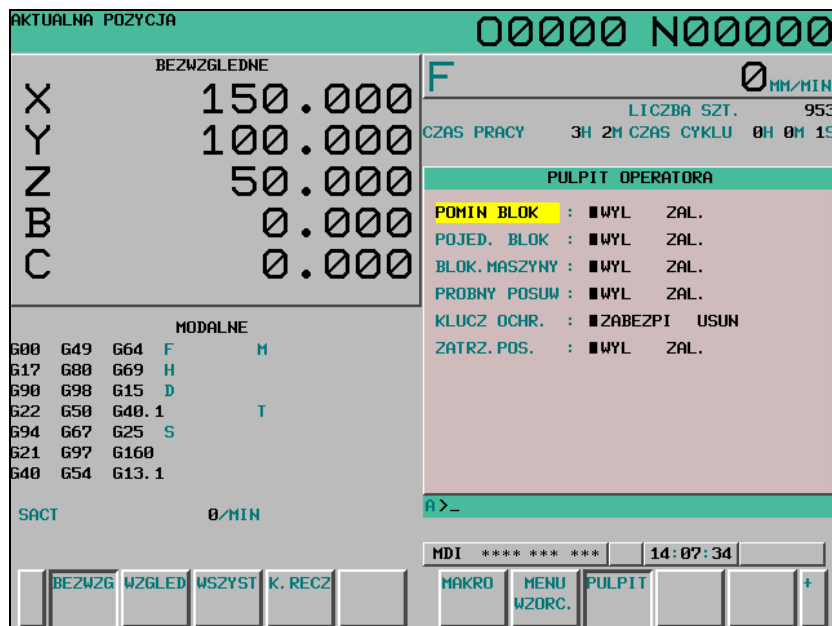 AKTUALNA POZYCJA O0000 N00000
BEZWZGLEDNE
X 150.000
Y 100.000
Z 50.000
B 0.000
C 0.000
F 0 MM/MIN
LICZBA SZT. 953
CZAS PRACY 3H 2M CZAS CYKLU 0H 0M 1S
PULPIT OPERATORA
POMIN BLOK : ■WYL ZAL.
POJED. BLOK : ■WYL ZAL.
BLOK.MASZYNY : ■WYL ZAL.
PROBNY POSUW : ■WYL ZAL.
KLUCZ OCHR. : ■ZABEZPI USUN
ZATRZ.POS. : ■WYL ZAL.
MODALNE
G00 G49 G64 F M
G17 G80 G69 H
G90 G98 G15 D
G22 G50 G40.1 T
G94 G67 G25 S
G21 G97 G160
G40 G54 G13.1
SACT 0/MIN
A>_
MDI **** *** *** 14:07:34
BEZWZG WZGLED WSZYST K.RECZ
MAKRO MENU WZORC. PULPIT +